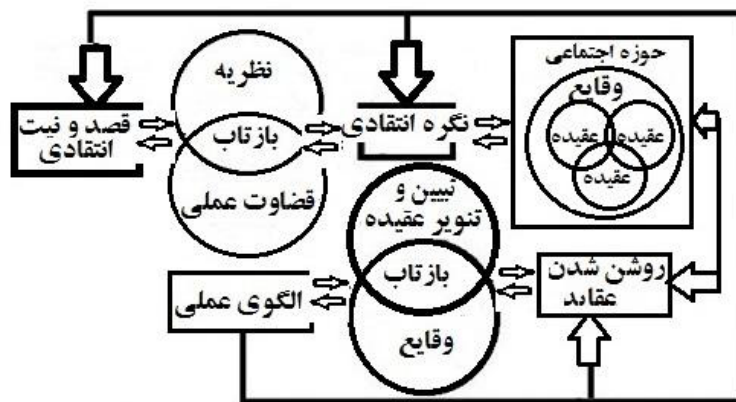 حوزه اجتماعی
وقایع
عقیده
عقیده
عقیده
نگره انتقادی
نظریه
بازتاب
قضاوت عملی
قصد و نیت
انتقادی
روشن شدن
عقاید
تبیین و
تنویر عقیده
بازتاب
وقایع
الگوی عملی